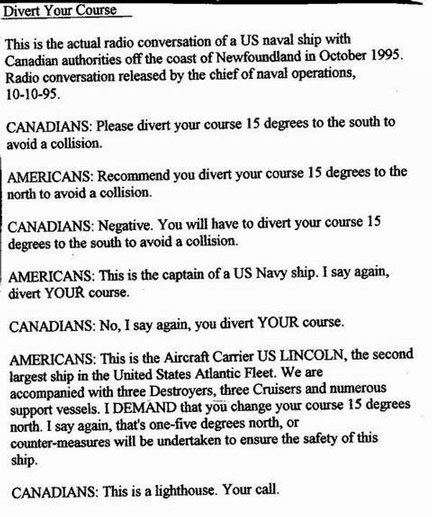 Divert Your Course
This is the actual radio conversation of a US naval ship with
Canadian authorities off the coast of Newfoundland in October 1995.
Radio conversation released by the chief of naval operations,
10-10-95.
CANADIANS: Please divert your course 15 degrees to the south to
avoid a collision.
AMERICANS: Recommend you divert your course 15 degrees to the
north to avoid a collision.
CANADIANS: Negative. You will have to divert your course 15
degrees to the south to avoid a collision.
AMERICANS: This is the captain of a US Navy ship. I say again,
divert YOUR course.
CANADIANS: No, I say again, you divert YOUR course.
AMERICANS: This is the Aircraft Carrier US LINCOLN, the second
largest ship in the United States Atlantic Fleet. We are
accompanied with three Destroyers, three Cruisers and numerous
support vessels. I DEMAND that you change your course 15 degrees
north. I say again, that's one-five degrees north, or
counter-measures will be undertaken to ensure the safety of this
ship.
CANADIANS: This is a lighthouse. Your call.